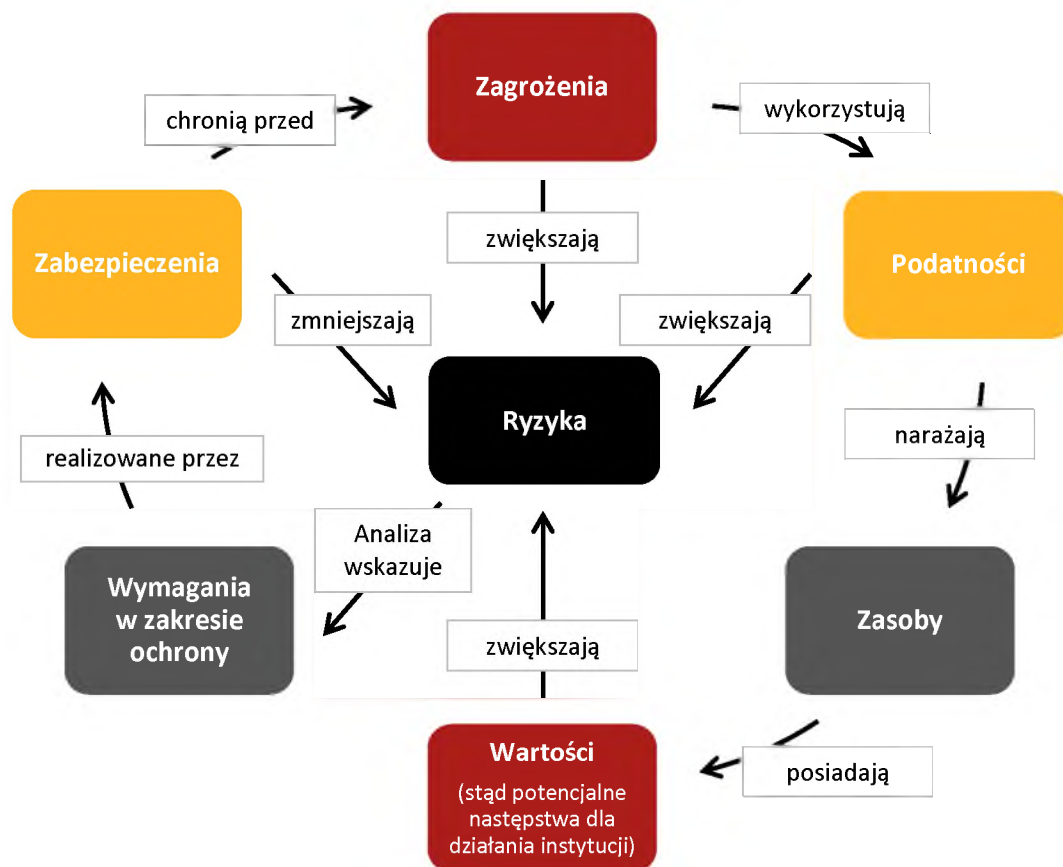 Zagrożenia
chronią przed
wykorzystują
zwiększają
Zabezpieczenia
Podatności
zmniejszają
zwiększają
Ryzyka
realizowane przez
narażają
Analiza
wskazuje
Wymagania
w zakresie
ochrony
Zasoby
zwiększają
Wartości
(stąd potencjalne
następstwa dla
działania instytucji)
posiadają